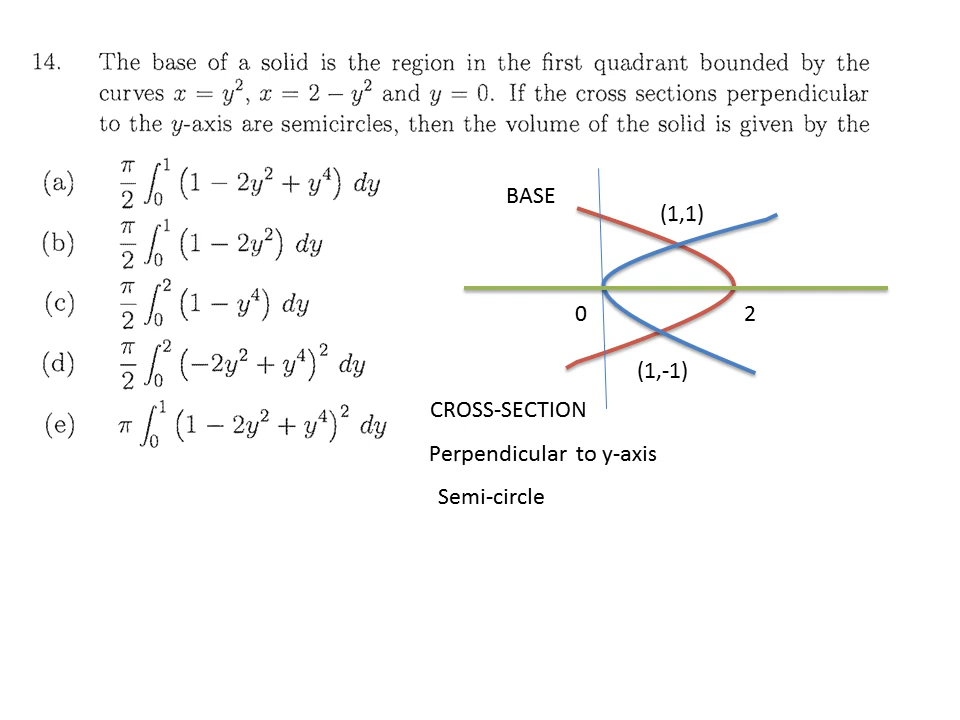 14. The base of a solid is the region in the first quadrant bounded by the
curves x = y², x = 2 − y² and y = 0. If the cross sections perpendicular
to the y-axis are semicircles, then the volume of the solid is given by the
(a) π/2 ∫₀¹ (1 − 2y² + y⁴) dy
(b) π/2 ∫₀¹ (1 − 2y²) dy
(c) π/2 ∫₀² (1 − y⁴) dy
(d) π/2 ∫₀² (−2y² + y⁴)² dy
(e) π ∫₀¹ (1 − 2y² + y⁴)² dy
BASE
(1,1)
0
2
(1,-1)
CROSS-SECTION
Perpendicular to y-axis
Semi-circle